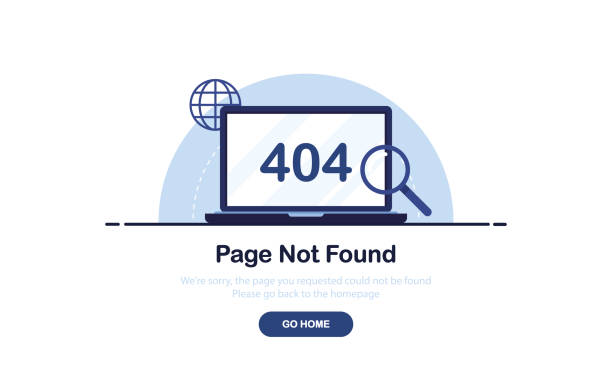 404
Page Not Found
We're sorry, the page you requested could not be found
Please go back to the homepage
GO HOME